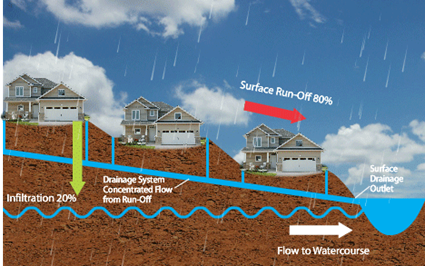 Surface Run-Off 80%
Surface
Drainage
Outlet
Drainage System
Concentrated Flow
from Run-Off
Infiltration 20%
Flow to Watercourse